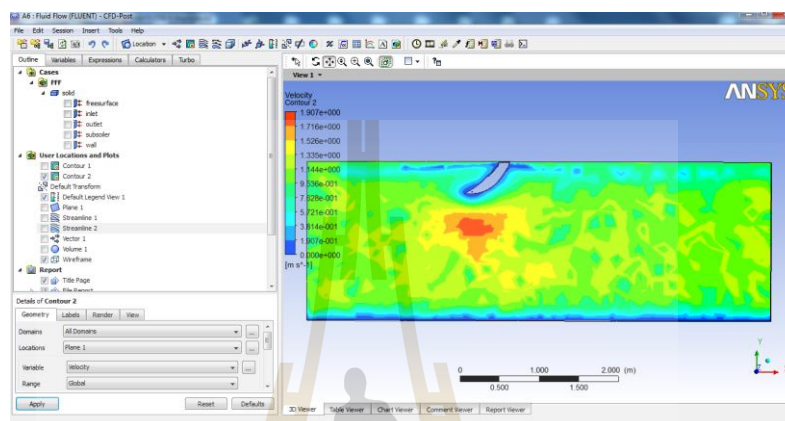 A6 : Fluid Flow (FLUENT) - CFD-Post
File Edit Session Insert Tools Help
Location
Outline Variables Expressions Calculators Turbo
Cases
FFF
solid
freesurface
inlet
outlet
subsoiler
wall
User Locations and Plots
Contour 1
Contour 2
Default Transform
Default Legend View 1
Plane 1
Streamline 1
Streamline 2
Vector 1
Volume 1
Wireframe
Report
Title Page
File Report
Details of Contour 2
Geometry Labels Render View
Domains All Domains
Locations Plane 1
Variable Velocity
Range Global
Apply Reset Defaults
View 1
Velocity
Contour 2
1.907e+000
1.716e+000
1.526e+000
1.335e+000
1.144e+000
9.536e-001
7.628e-001
5.721e-001
3.814e-001
1.907e-001
0.000e+000
[m s^-1]
ANSYS
0 1.000 2.000 (m)
0.500 1.500
Y
3D Viewer Table Viewer Chart Viewer Comment Viewer Report Viewer